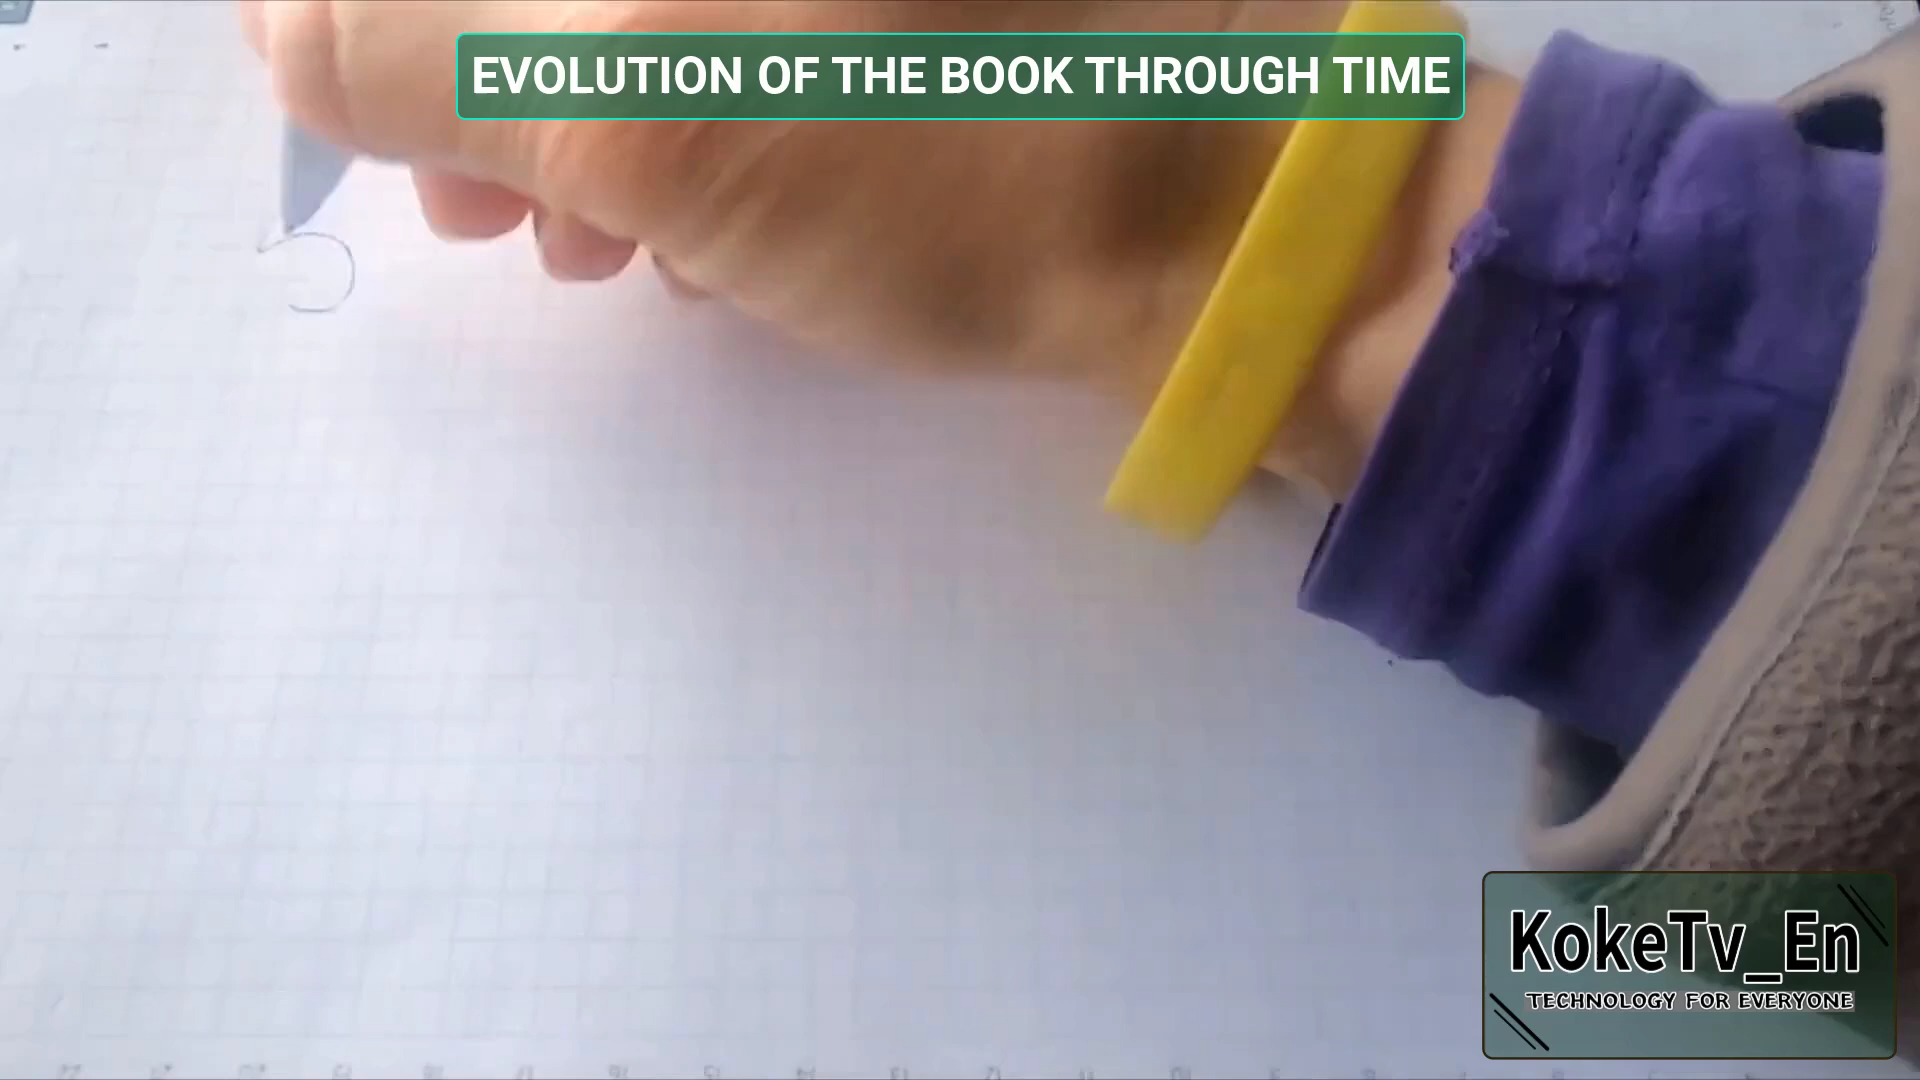 EVOLUTION OF THE BOOK THROUGH TIME
KokeTv_En
TECHNOLOGY FOR EVERYONE